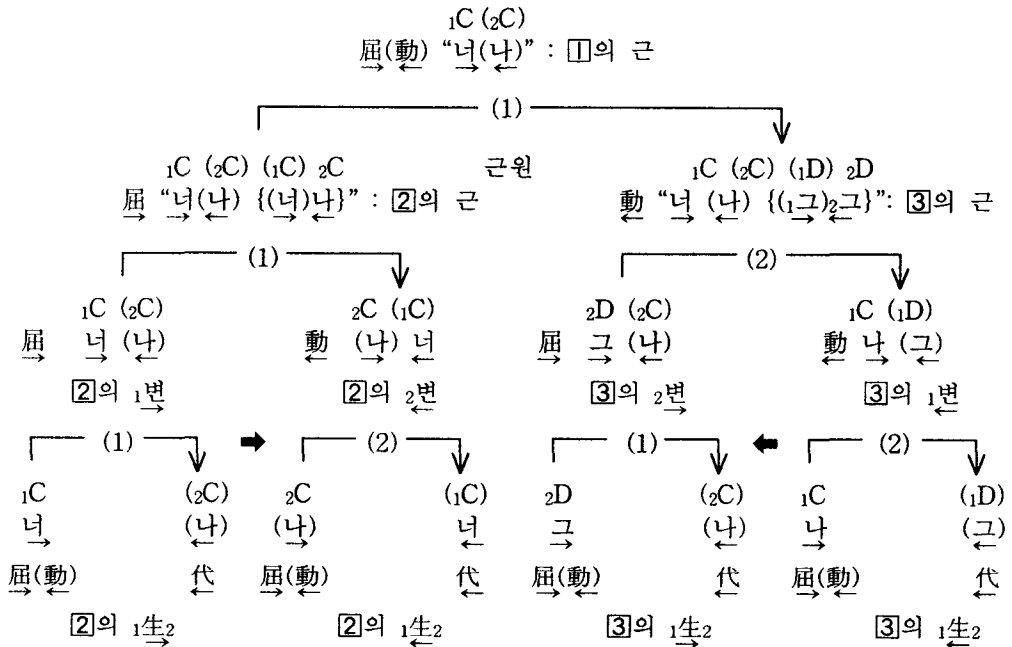 ₁C (₂C)
屈(動) “너(나)” : 1의 근
(1)
₁C (₂C) (₁C) ₂C 근원 ₁C (₂C) (₁D) ₂D
屈 “너(나) {(너)나}” : 2의 근 動 “너 (나) {(₁그)₂그}”: 3의 근
(1) (2)
₁C (₂C) ₂C (₁C) ₂D (₂C) ₁C (₁D)
屈 너 (나) 動 (나) 너 屈 그 (나) 動 나 (그)
2의 ₁변 2의 ₂변 3의 ₂변 3의 ₁변
(1) (2) (1) (2)
₁C (₂C) ₂C (₁C) ₂D (₂C) ₁C (₁D)
너 (나) (나) 너 그 (나) 나 (그)
屈(動) 代 屈(動) 代 屈(動) 代 屈(動) 代
2의 ₁生₂ 2의 ₁生₂ 3의 ₁生₂ 3의 ₁生₂